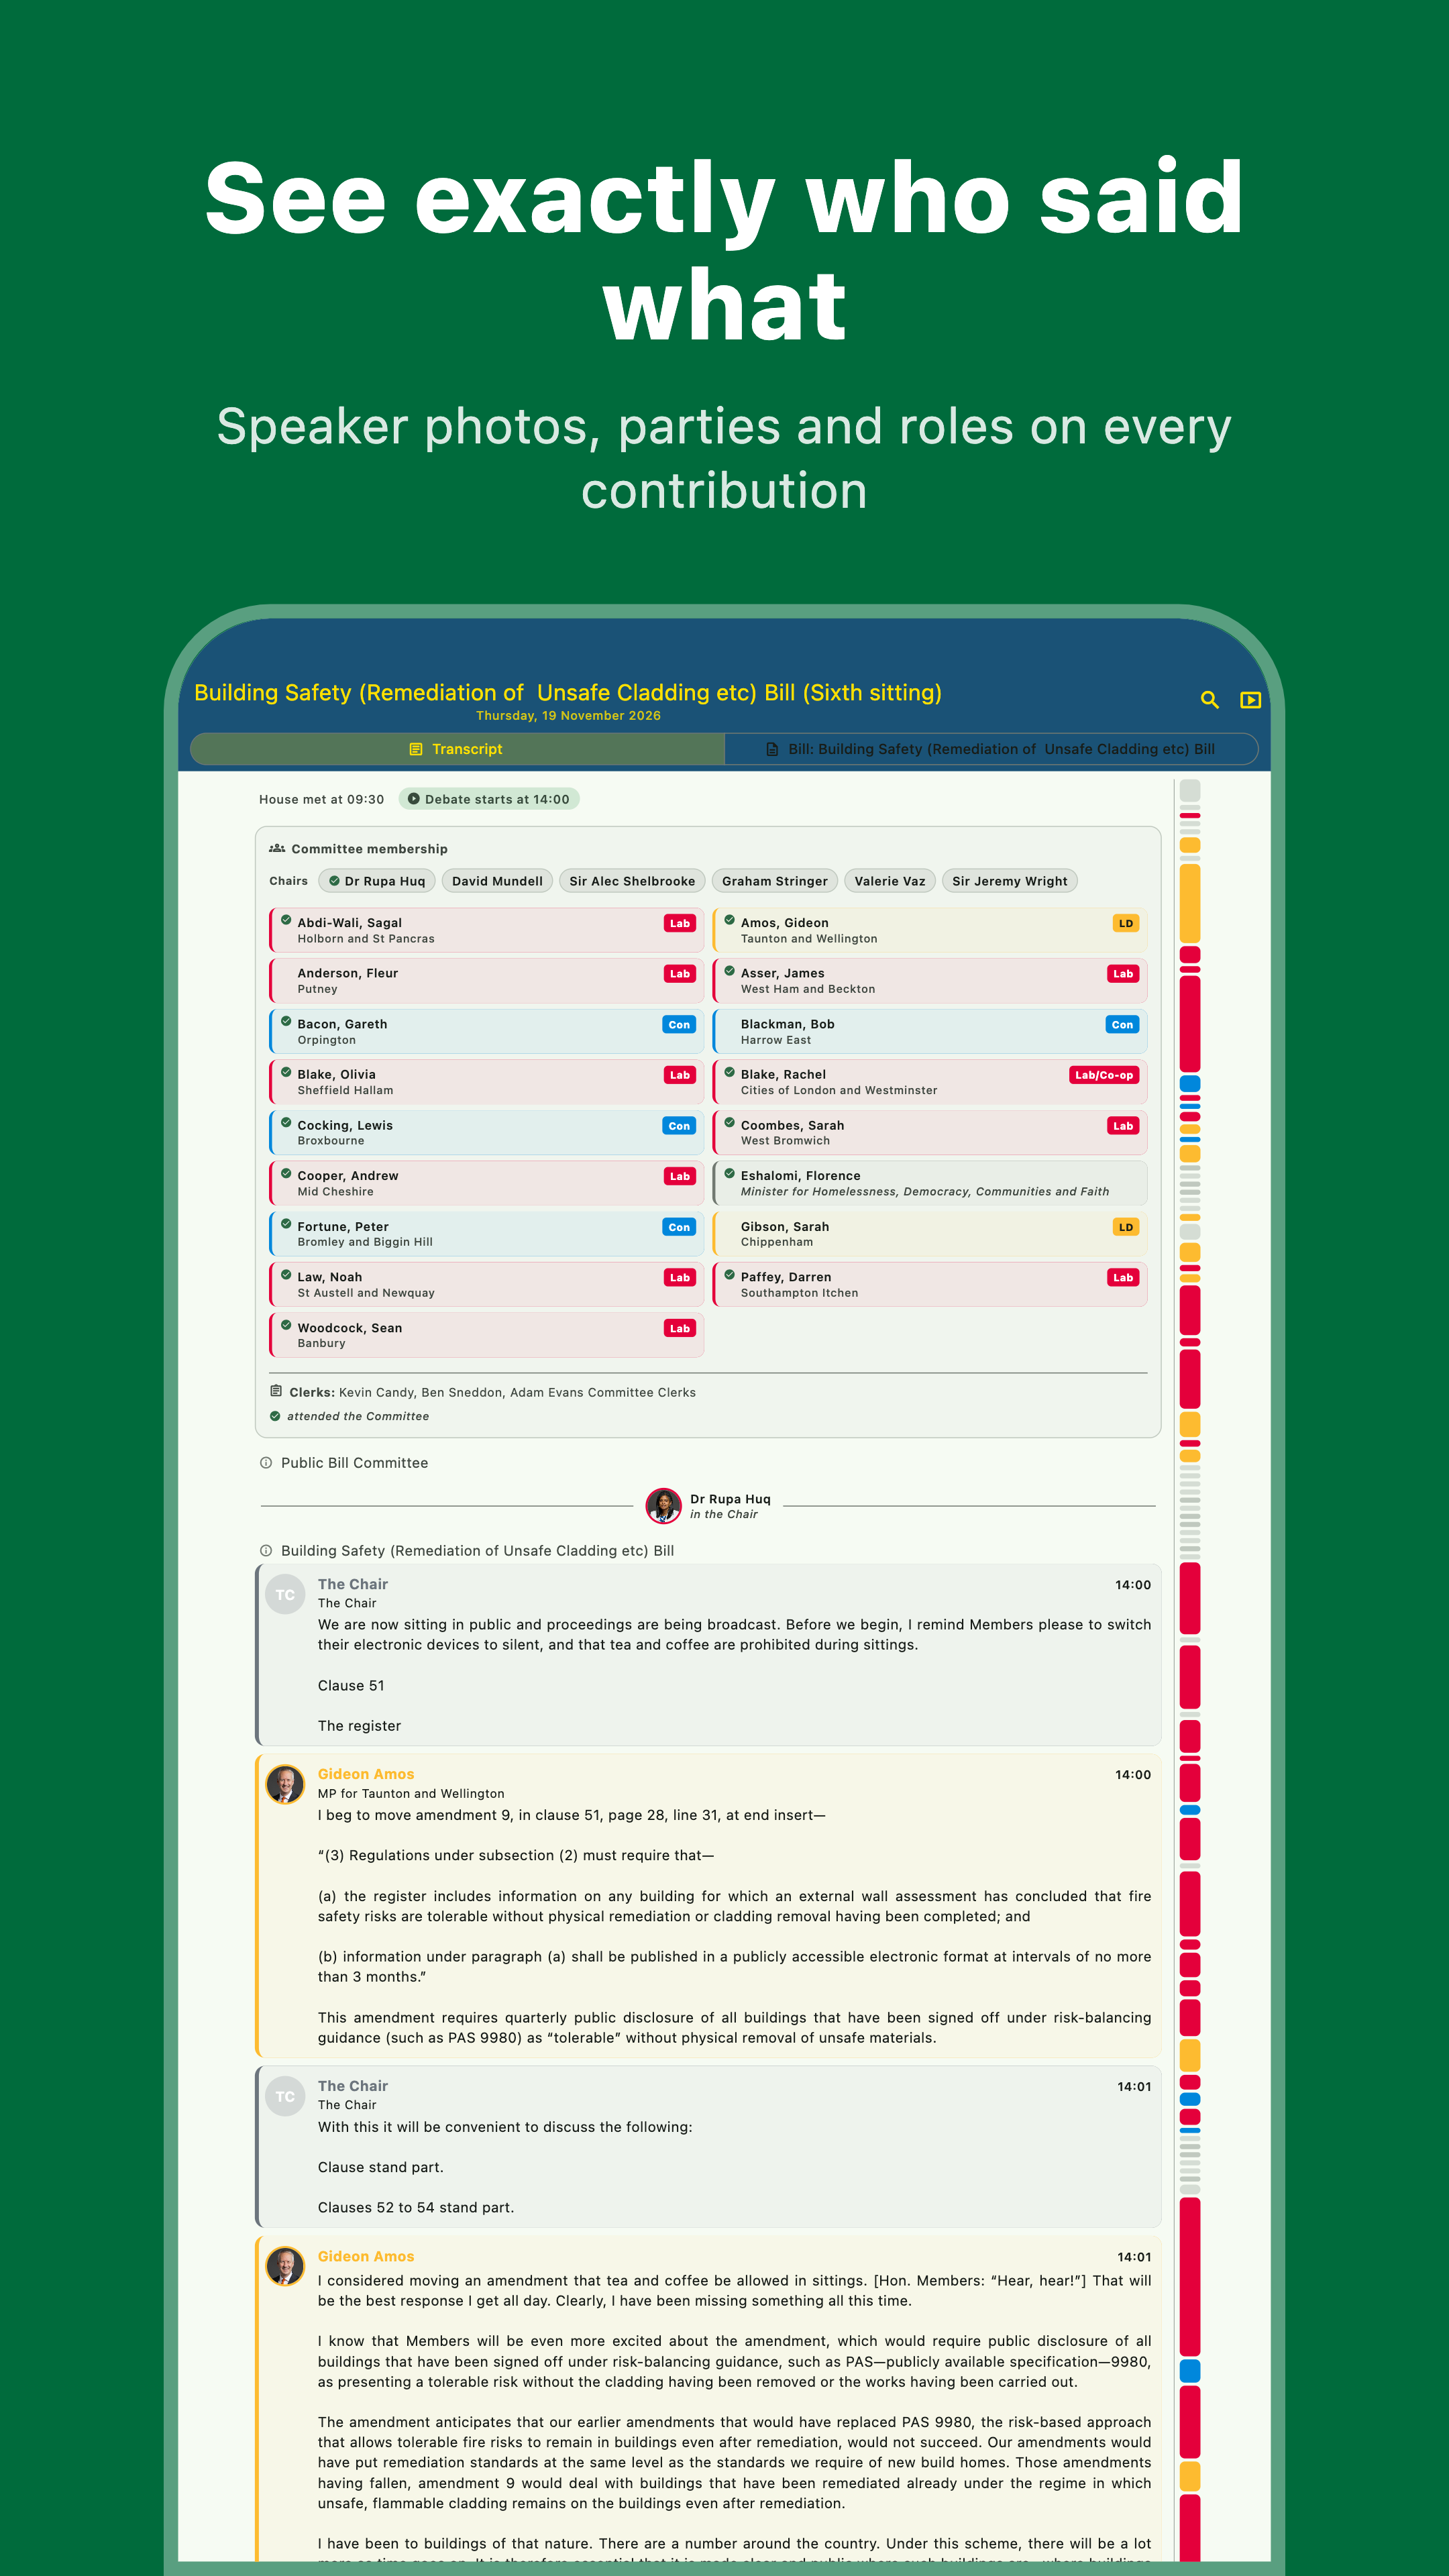 See exactly who said
what
Speaker photos, parties and roles on every
contribution
Building Safety (Remediation of  Unsafe Cladding etc) Bill (Sixth sitting)
Thursday, 19 November 2026
Transcript
Bill: Building Safety (Remediation of  Unsafe Cladding etc) Bill
House met at 09:30
Debate starts at 14:00
Committee membership
Chairs
Dr Rupa Huq
David Mundell
Sir Alec Shelbrooke
Graham Stringer
Valerie Vaz
Sir Jeremy Wright
Abdi-Wali, Sagal
Lab
Holborn and St Pancras
Amos, Gideon
LD
Taunton and Wellington
Anderson, Fleur
Lab
Putney
Asser, James
Lab
West Ham and Beckton
Bacon, Gareth
Con
Orpington
Blackman, Bob
Con
Harrow East
Blake, Olivia
Lab
Sheffield Hallam
Blake, Rachel
Lab/Co-op
Cities of London and Westminster
Cocking, Lewis
Con
Broxbourne
Coombes, Sarah
Lab
West Bromwich
Cooper, Andrew
Lab
Mid Cheshire
Eshalomi, Florence
Minister for Homelessness, Democracy, Communities and Faith
Fortune, Peter
Con
Bromley and Biggin Hill
Gibson, Sarah
LD
Chippenham
Law, Noah
Lab
St Austell and Newquay
Paffey, Darren
Lab
Southampton Itchen
Woodcock, Sean
Lab
Banbury
Clerks: Kevin Candy, Ben Sneddon, Adam Evans Committee Clerks
attended the Committee
Public Bill Committee
Dr Rupa Huq
in the Chair
Building Safety (Remediation of Unsafe Cladding etc) Bill
TC
The Chair
14:00
The Chair
We are now sitting in public and proceedings are being broadcast. Before we begin, I remind Members please to switch
their electronic devices to silent, and that tea and coffee are prohibited during sittings.
Clause 51
The register
Gideon Amos
14:00
MP for Taunton and Wellington
I beg to move amendment 9, in clause 51, page 28, line 31, at end insert—
“(3) Regulations under subsection (2) must require that—
(a) the register includes information on any building for which an external wall assessment has concluded that fire
safety risks are tolerable without physical remediation or cladding removal having been completed; and
(b) information under paragraph (a) shall be published in a publicly accessible electronic format at intervals of no more
than 3 months.”
This amendment requires quarterly public disclosure of all buildings that have been signed off under risk-balancing
guidance (such as PAS 9980) as “tolerable” without physical removal of unsafe materials.
TC
The Chair
14:01
The Chair
With this it will be convenient to discuss the following:
Clause stand part.
Clauses 52 to 54 stand part.
Gideon Amos
14:01
I considered moving an amendment that tea and coffee be allowed in sittings. [Hon. Members: “Hear, hear!”] That will
be the best response I get all day. Clearly, I have been missing something all this time.
I know that Members will be even more excited about the amendment, which would require public disclosure of all
buildings that have been signed off under risk-balancing guidance, such as PAS—publicly available specification—9980,
as presenting a tolerable risk without the cladding having been removed or the works having been carried out.
The amendment anticipates that our earlier amendments that would have replaced PAS 9980, the risk-based approach
that allows tolerable fire risks to remain in buildings even after remediation, would not succeed. Our amendments would
have put remediation standards at the same level as the standards we require of new build homes. Those amendments
having fallen, amendment 9 would deal with buildings that have been remediated already under the regime in which
unsafe, flammable cladding remains on the buildings even after remediation.
I have been to buildings of that nature. There are a number around the country. Under this scheme, there will be a lot